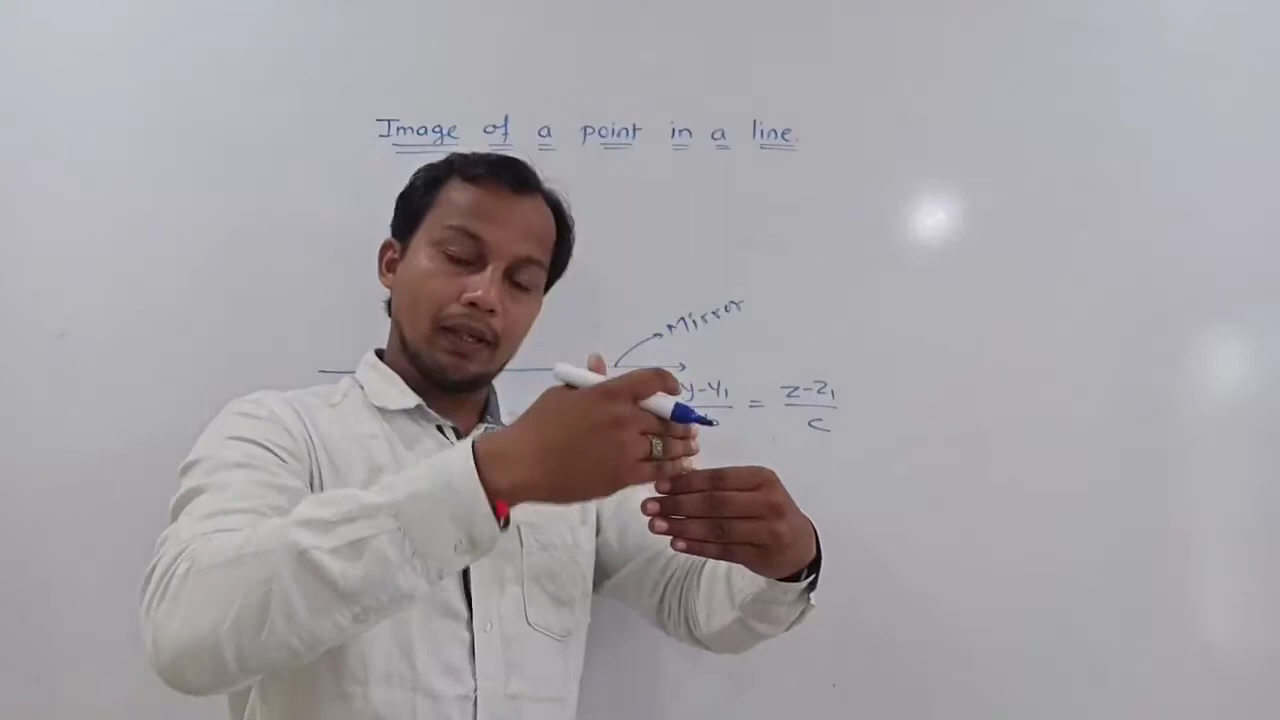 Image of a point in a line.
Mirror
y-y₁ = z-z₁
c